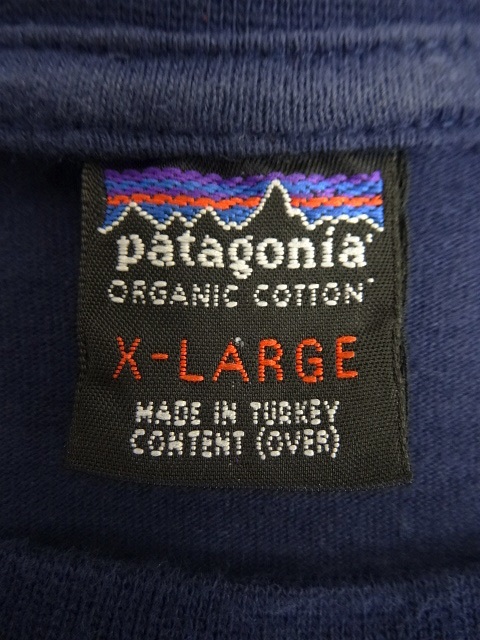 patagonia
ORGANIC COTTON
X-LARGE
MADE IN TURKEY
CONTENT (OVER)